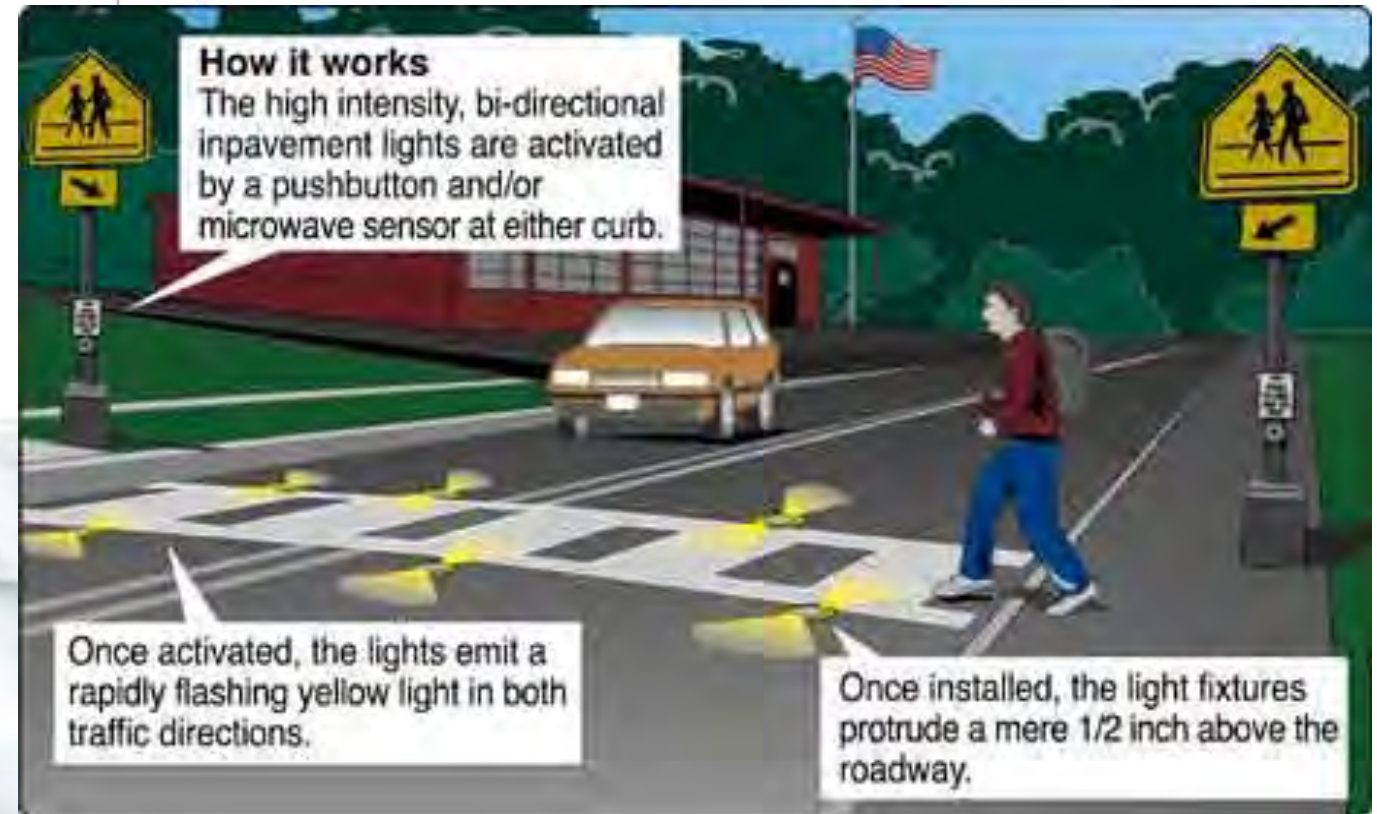 How it works
The high intensity, bi-directional
inpavement lights are activated
by a pushbutton and/or
microwave sensor at either curb.
Once activated, the lights emit a
rapidly flashing yellow light in both
traffic directions.
Once installed, the light fixtures
protrude a mere 1/2 inch above the
roadway.